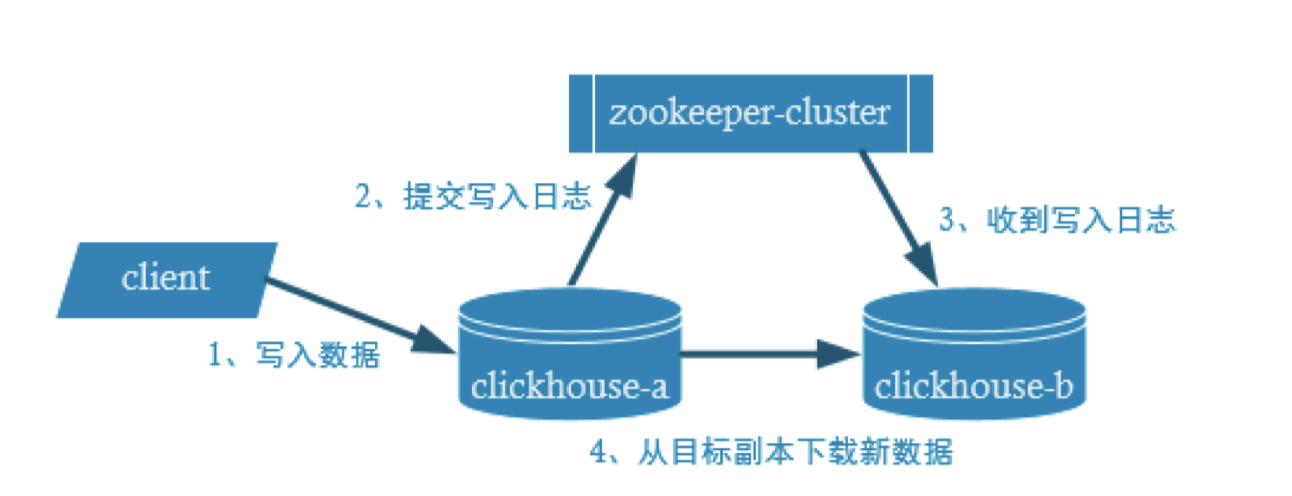 zookeeper-cluster
2、提交写入日志
3、收到写入日志
client
1、写入数据
clickhouse-a
clickhouse-b
4、从目标副本下载新数据